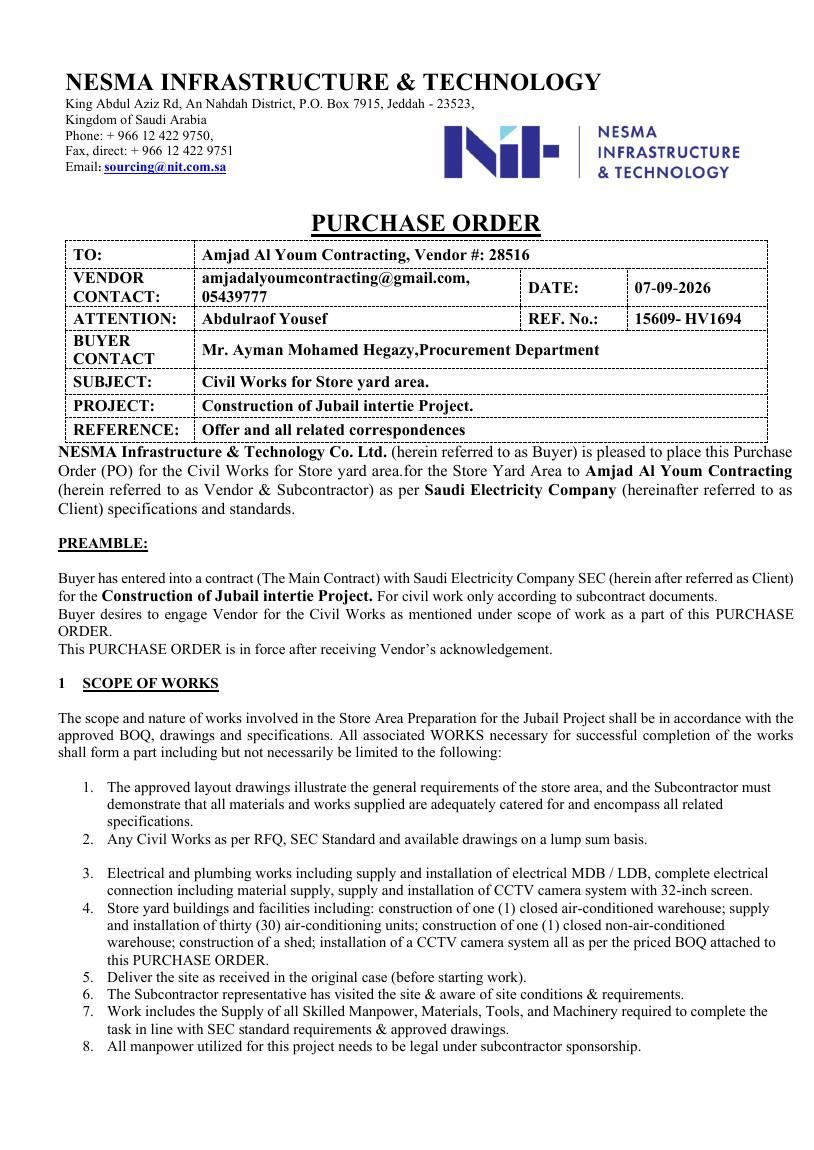 NESMA INFRASTRUCTURE & TECHNOLOGY
King Abdul Aziz Rd, An Nahdah District, P.O. Box 7915, Jeddah - 23523,
Kingdom of Saudi Arabia
Phone: + 966 12 422 9750,
Fax, direct: + 966 12 422 9751
Email: sourcing@nit.com.sa
NIT
NESMA
INFRASTRUCTURE
& TECHNOLOGY
PURCHASE ORDER
TO: Amjad Al Youm Contracting, Vendor #: 28516
VENDOR CONTACT: amjadalyoumcontracting@gmail.com, 05439777 DATE: 07-09-2026
ATTENTION: Abdulraof Yousef REF. No.: 15609- HV1694
BUYER CONTACT Mr. Ayman Mohamed Hegazy,Procurement Department
SUBJECT: Civil Works for Store yard area.
PROJECT: Construction of Jubail intertie Project.
REFERENCE: Offer and all related correspondences
NESMA Infrastructure & Technology Co. Ltd. (herein referred to as Buyer) is pleased to place this Purchase
Order (PO) for the Civil Works for Store yard area.for the Store Yard Area to Amjad Al Youm Contracting
(herein referred to as Vendor & Subcontractor) as per Saudi Electricity Company (hereinafter referred to as
Client) specifications and standards.
PREAMBLE:
Buyer has entered into a contract (The Main Contract) with Saudi Electricity Company SEC (herein after referred as Client)
for the Construction of Jubail intertie Project. For civil work only according to subcontract documents.
Buyer desires to engage Vendor for the Civil Works as mentioned under scope of work as a part of this PURCHASE
ORDER.
This PURCHASE ORDER is in force after receiving Vendor's acknowledgement.
1 SCOPE OF WORKS
The scope and nature of works involved in the Store Area Preparation for the Jubail Project shall be in accordance with the
approved BOQ, drawings and specifications. All associated WORKS necessary for successful completion of the works
shall form a part including but not necessarily be limited to the following:
1. The approved layout drawings illustrate the general requirements of the store area, and the Subcontractor must
demonstrate that all materials and works supplied are adequately catered for and encompass all related
specifications.
2. Any Civil Works as per RFQ, SEC Standard and available drawings on a lump sum basis.
3. Electrical and plumbing works including supply and installation of electrical MDB / LDB, complete electrical
connection including material supply, supply and installation of CCTV camera system with 32-inch screen.
4. Store yard buildings and facilities including: construction of one (1) closed air-conditioned warehouse; supply
and installation of thirty (30) air-conditioning units; construction of one (1) closed non-air-conditioned
warehouse; construction of a shed; installation of a CCTV camera system all as per the priced BOQ attached to
this PURCHASE ORDER.
5. Deliver the site as received in the original case (before starting work).
6. The Subcontractor representative has visited the site & aware of site conditions & requirements.
7. Work includes the Supply of all Skilled Manpower, Materials, Tools, and Machinery required to complete the
task in line with SEC standard requirements & approved drawings.
8. All manpower utilized for this project needs to be legal under subcontractor sponsorship.